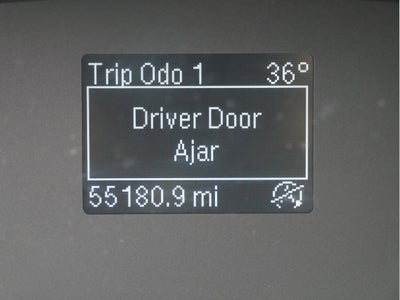 Trip Odo 1 36°
Driver Door
Ajar
55180.9 mi